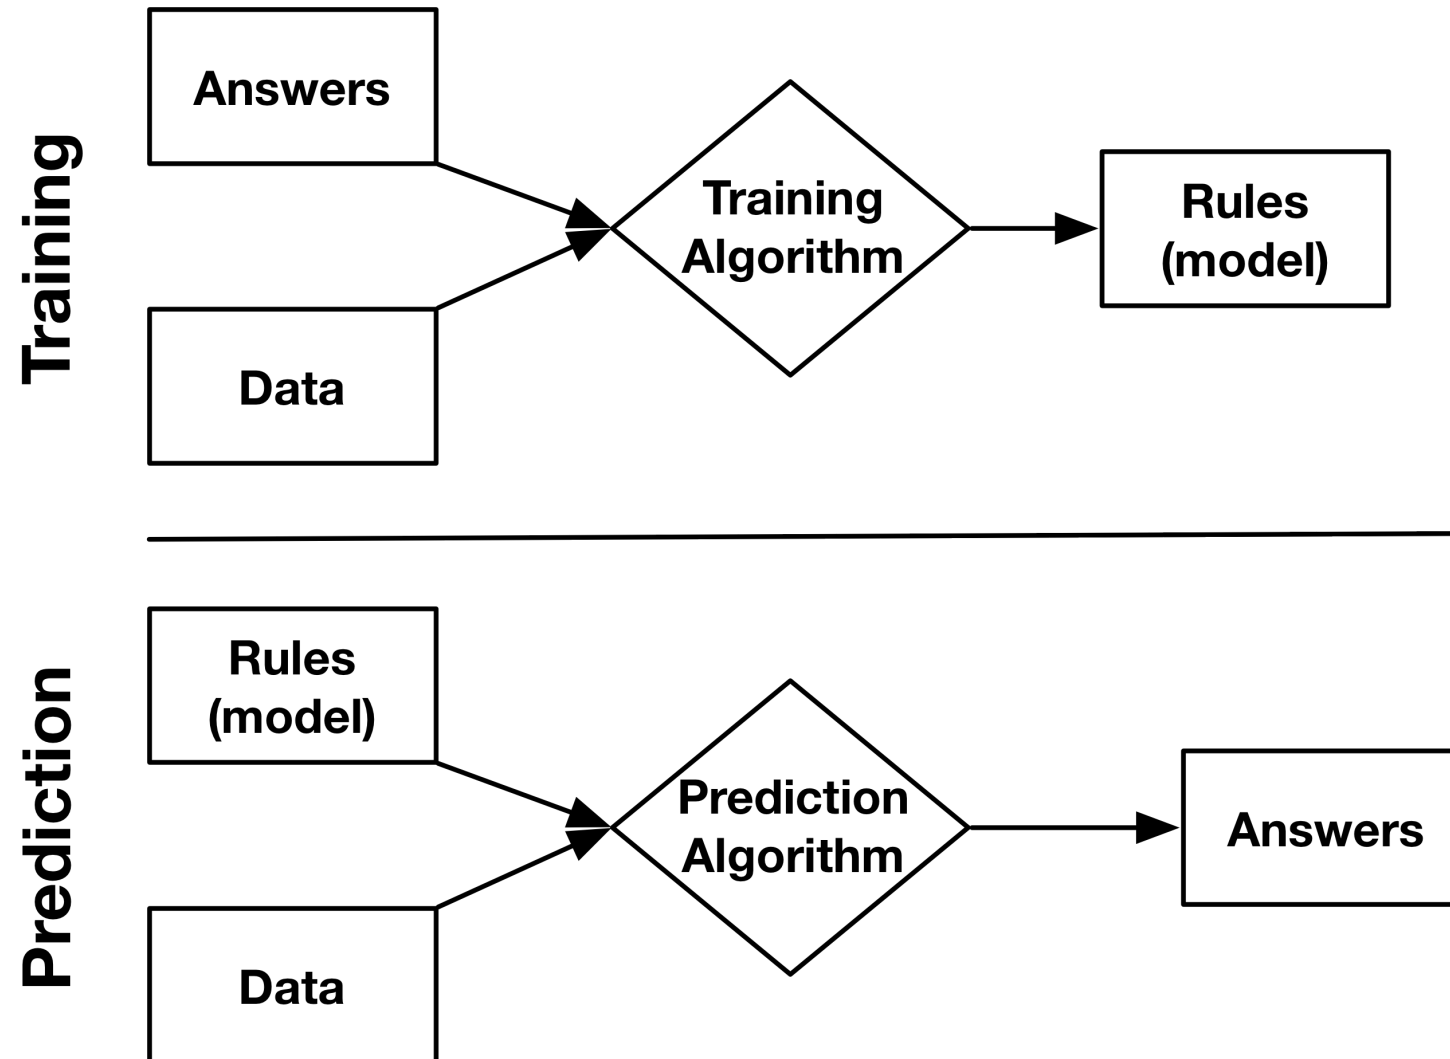 Training
Answers
Data
Training
Algorithm
Rules
(model)
Prediction
Rules
(model)
Data
Prediction
Algorithm
Answers